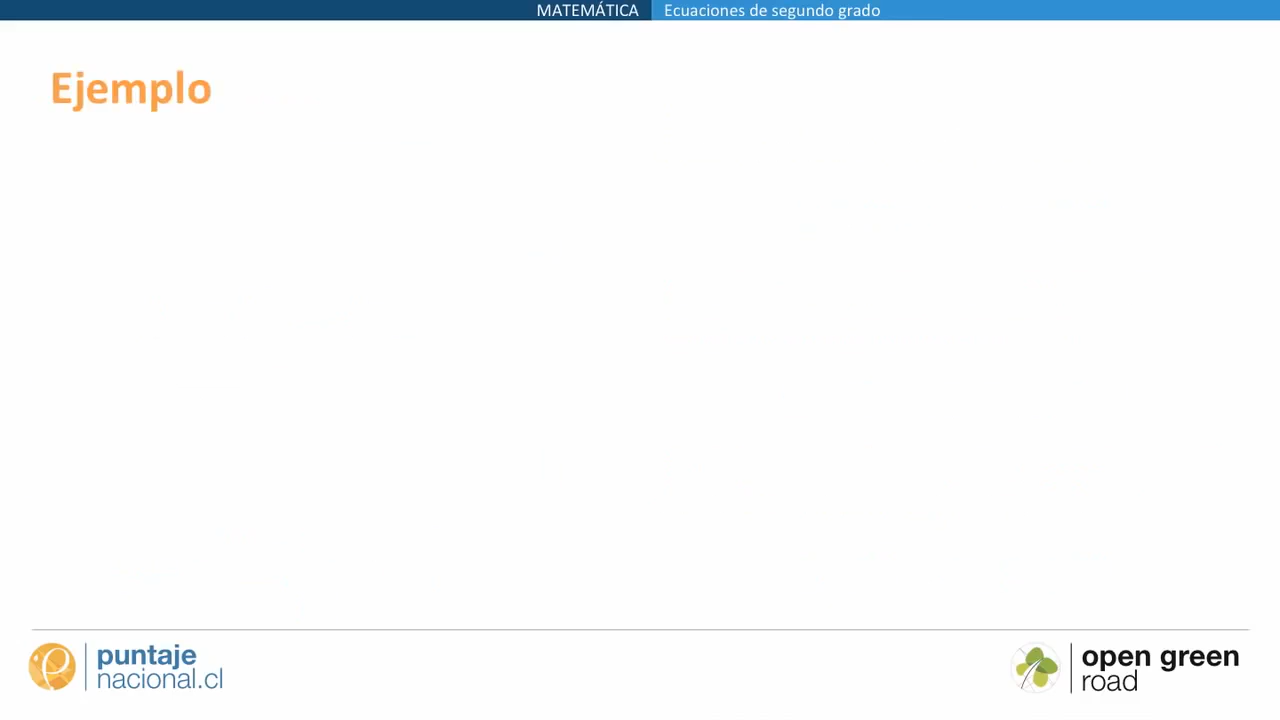 MATEMÁTICA Ecuaciones de segundo grado
Ejemplo
puntaje
nacional.cl
open green
road